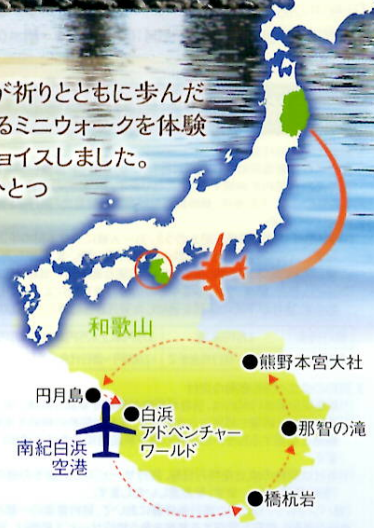 が祈りとともに歩んだ
るミニウォークを体験
ョイスしました。
ひとつ
和歌山
熊野本宮大社
円月島
白浜
アドベンチャー
ワールド
那智の滝
南紀白浜
空港
橋杭岩